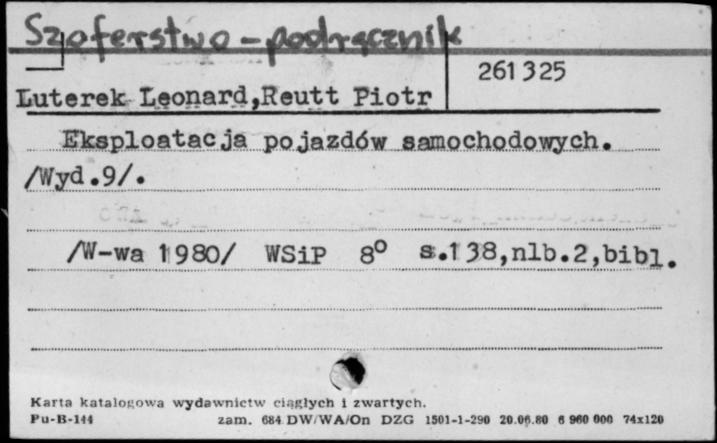 Szoferstwo - podręcznik
261325
Luterek Leonard,Reutt Piotr
Eksploatacja pojazdów samochodowych.
/Wyd.9/.
/W-wa 1980/ WSiP 8° s.138,nlb.2,bibl.
Karta katalogowa wydawnictw ciągłych i zwartych.
Pu-B-144 zam. 684 DW/WA/On DZG 1501-1-290 20.06.80 6 960 000 74x120